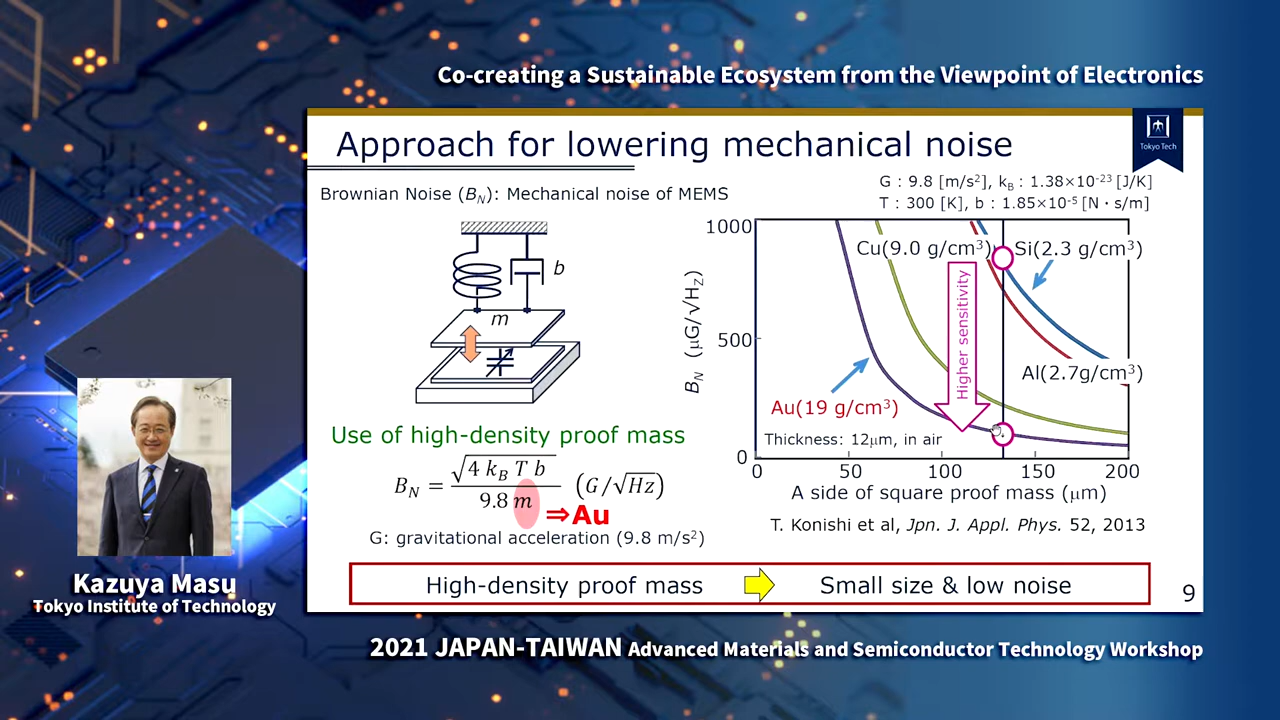 Co-creating a Sustainable Ecosystem from the Viewpoint of Electronics
Approach for lowering mechanical noise
Tokyo Tech
Brownian Noise (B_N): Mechanical noise of MEMS
G : 9.8 [m/s²], k_B : 1.38×10⁻²³ [J/K]
T : 300 [K], b : 1.85×10⁻⁵ [N・s/m]
b
m
Use of high-density proof mass
B_N = √(4 k_B T b) / 9.8 m (G/√Hz)
⇒Au
G: gravitational acceleration (9.8 m/s²)
B_N (μG/√Hz)
1000
500
0
Cu(9.0 g/cm³)
Si(2.3 g/cm³)
Higher sensitivity
Al(2.7g/cm³)
Au(19 g/cm³)
Thickness: 12μm, in air
0 50 100 150 200
A side of square proof mass (μm)
T. Konishi et al, Jpn. J. Appl. Phys. 52, 2013
High-density proof mass Small size & low noise
9
Kazuya Masu
Tokyo Institute of Technology
2021 JAPAN-TAIWAN Advanced Materials and Semiconductor Technology Workshop